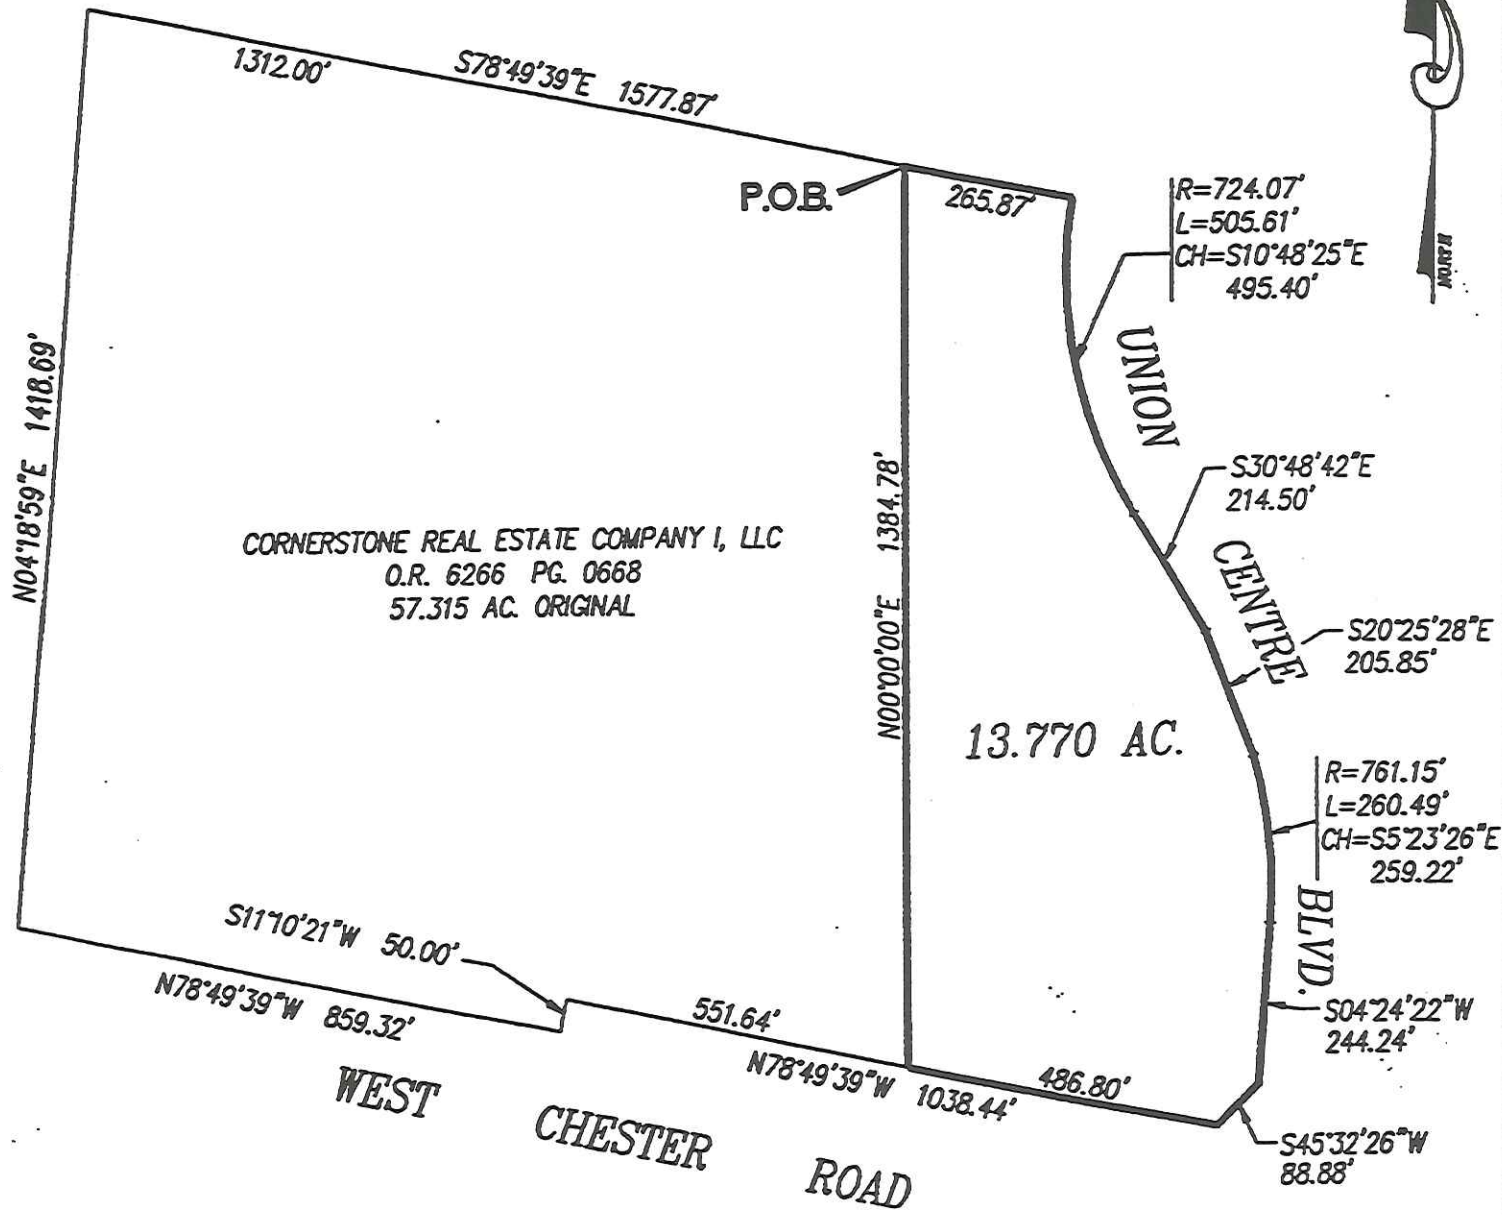 1312.00'
S78°49'39"E 1577.87'
P.O.B.
265.87'
R=724.07'
L=505.61'
CH=S10°48'25"E
495.40'
NORTH
N04°18'59"E 1418.69'
UNION
S30°48'42"E
214.50'
1384.78'
N00°00'00"E
CORNERSTONE REAL ESTATE COMPANY I, LLC
O.R. 6266 PG. 0668
57.315 AC. ORIGINAL
CENTRE
S20°25'28"E
205.85'
13.770 AC.
R=761.15'
L=260.49'
CH=S5°23'26"E
259.22'
BLVD.
S11°10'21"W 50.00'
N78°49'39"W 859.32'
551.64'
S04°24'22"W
244.24'
N78°49'39"W 1038.44'
486.80'
S45°32'26"W
88.88'
WEST CHESTER ROAD